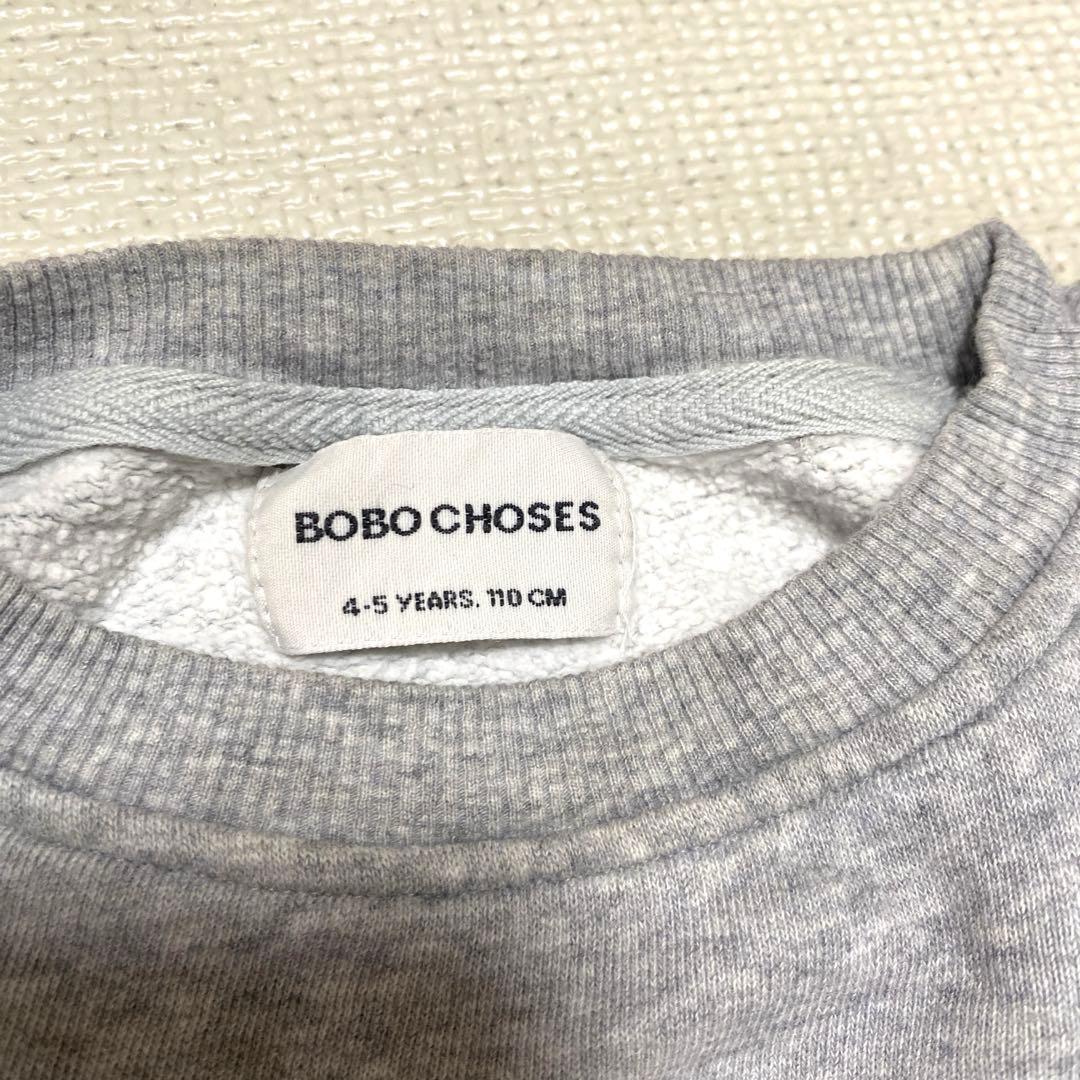 BOBO CHOSES
4-5 YEARS. 110 CM